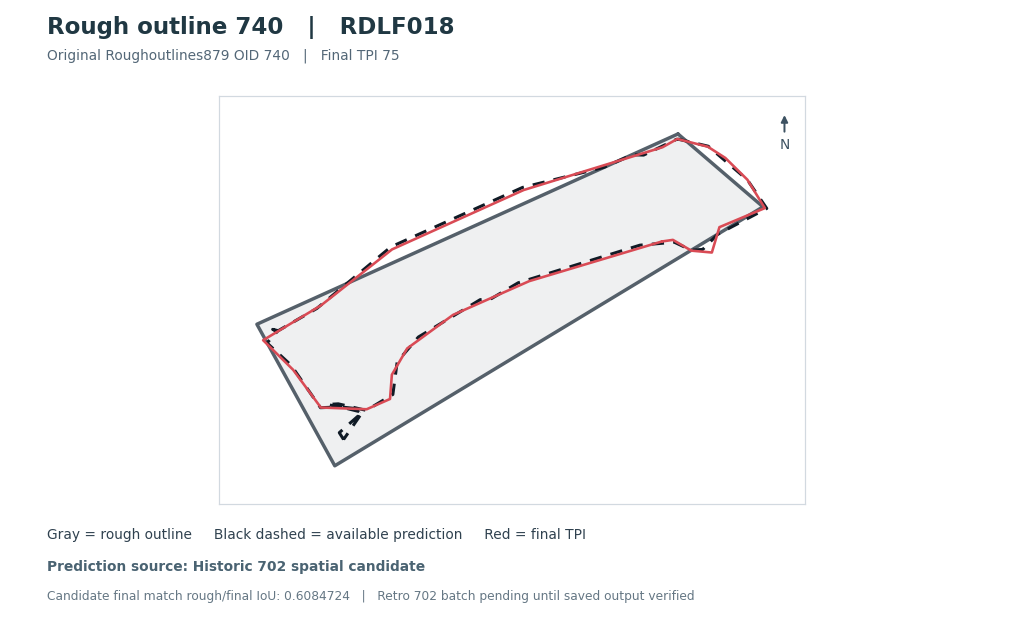 Rough outline 740 | RDLF018
Original Roughoutlines879 OID 740 | Final TPI 75
N
Gray = rough outline Black dashed = available prediction Red = final TPI
Prediction source: Historic 702 spatial candidate
Candidate final match rough/final IoU: 0.6084724 | Retro 702 batch pending until saved output verified